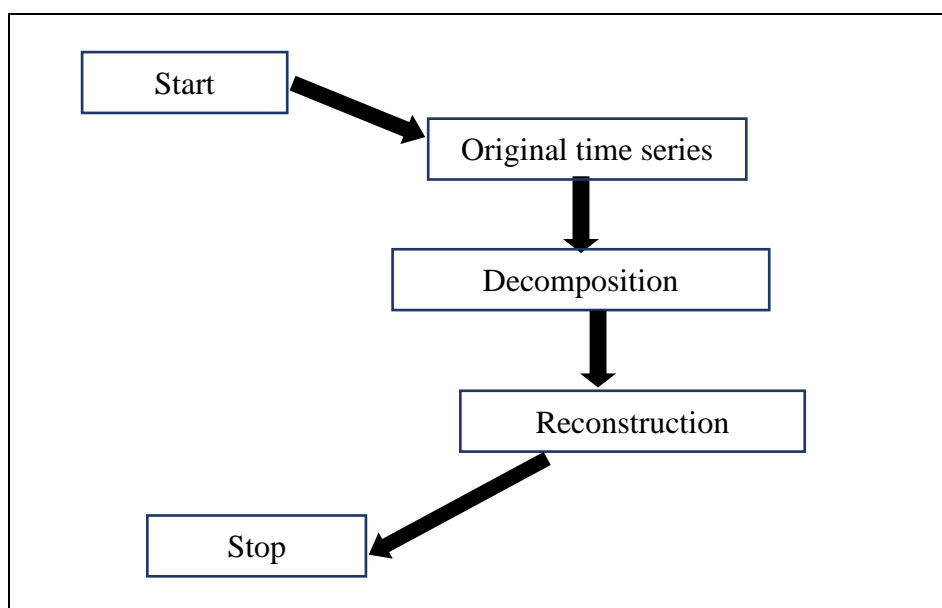 Start
Original time series
Decomposition
Reconstruction
Stop